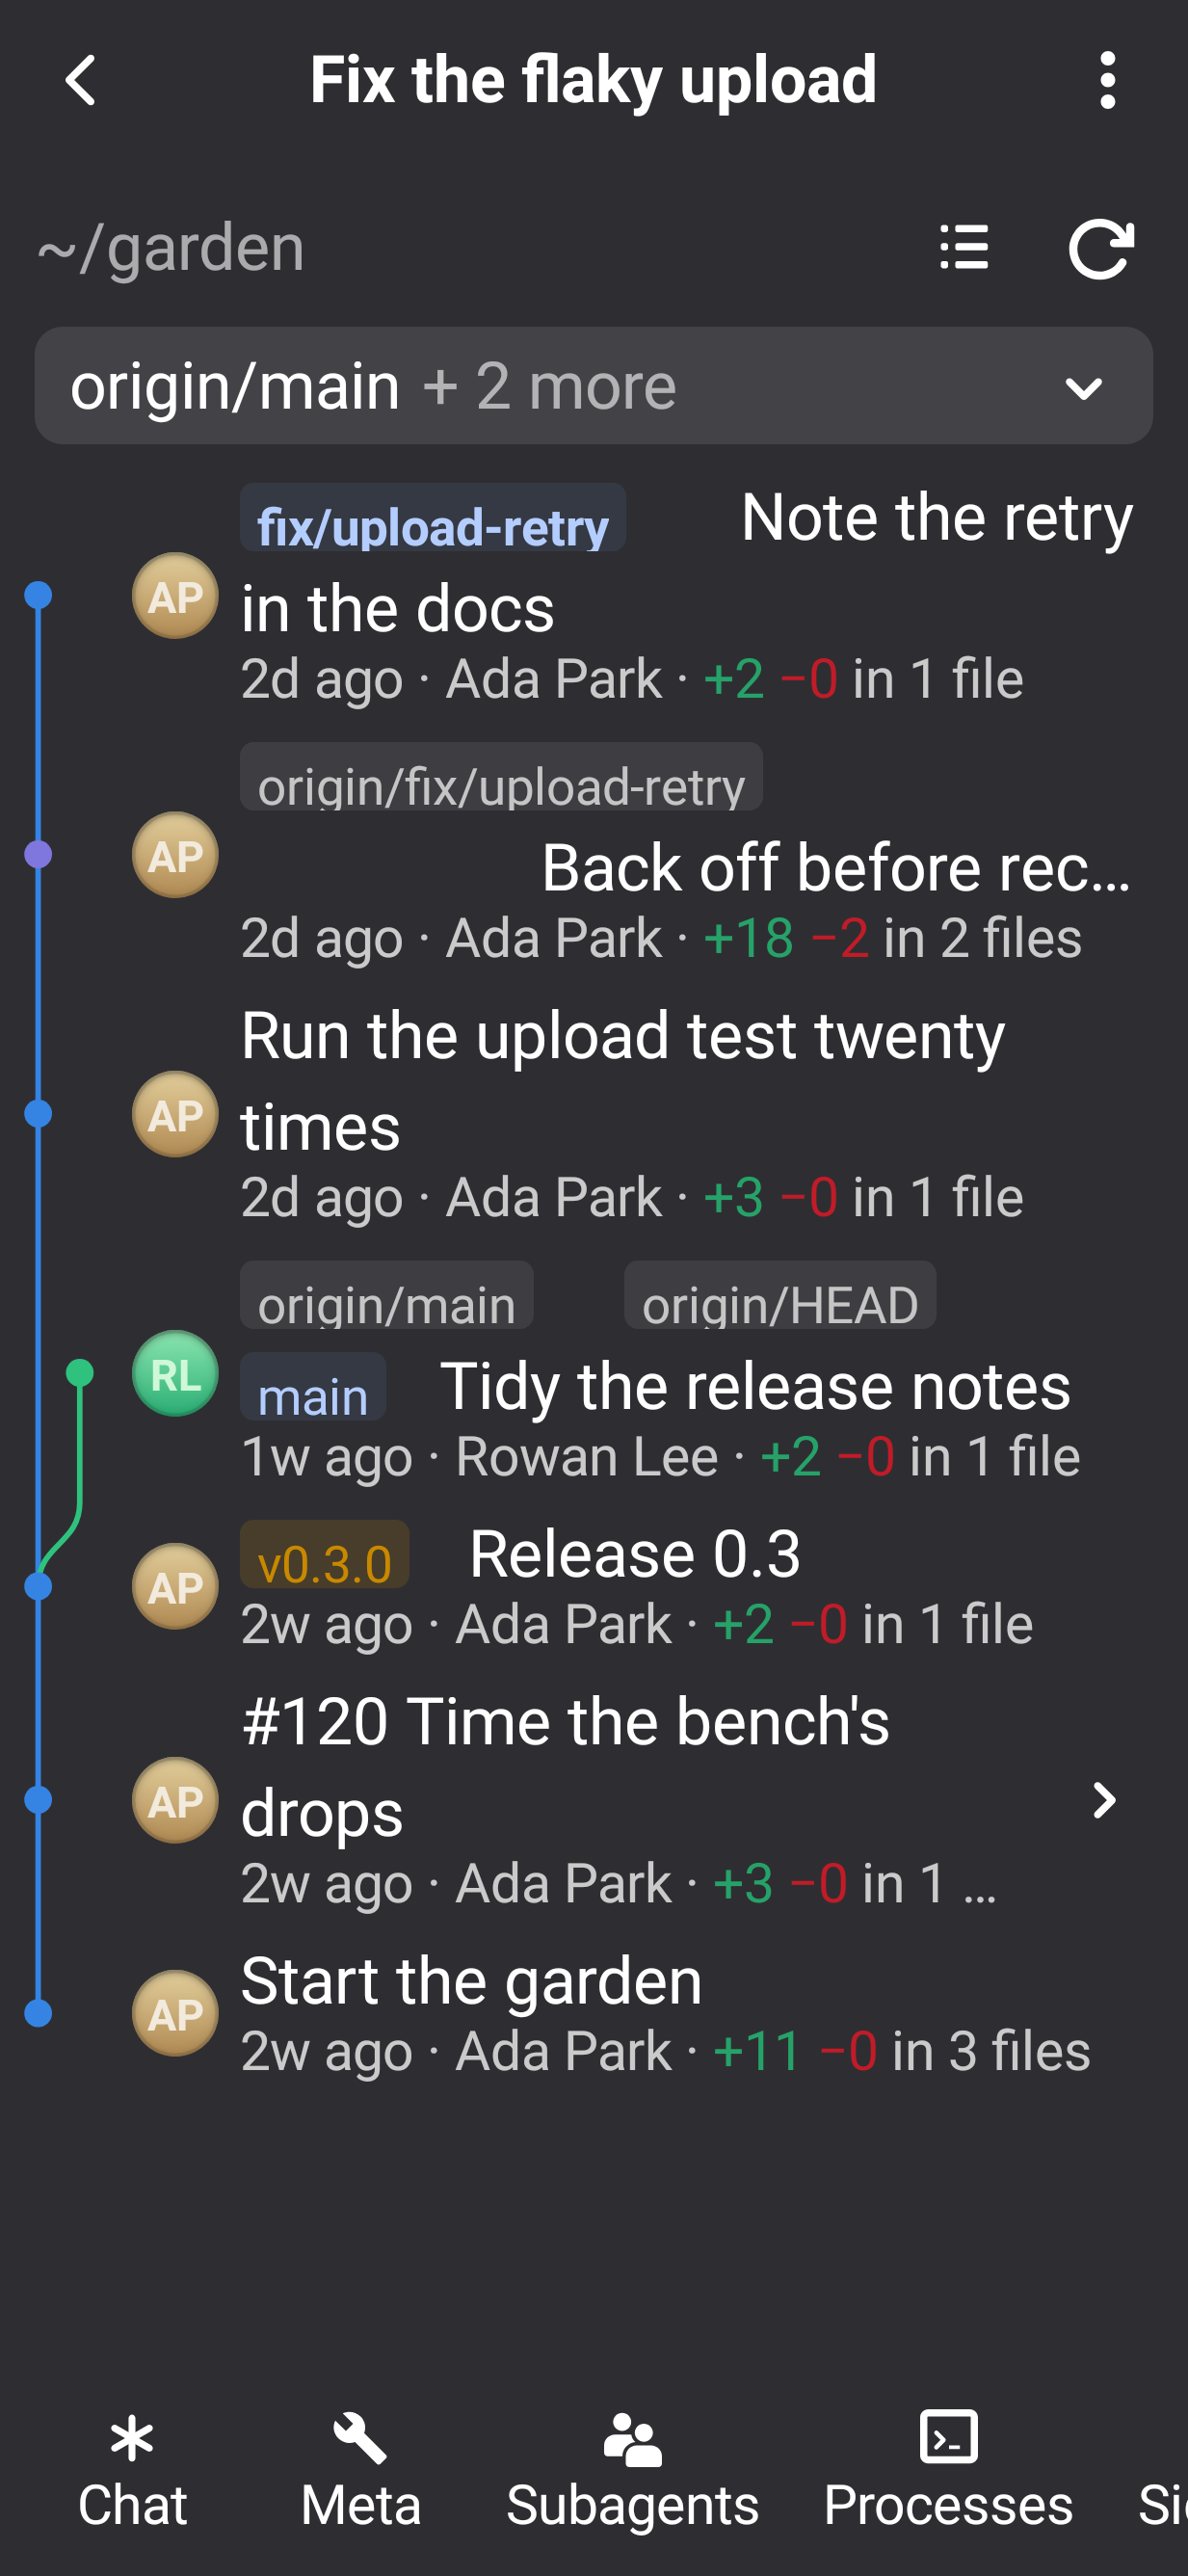 Fix the flaky upload
~/garden
origin/main + 2 more
fix/upload-retry Note the retry
AP in the docs
2d ago · Ada Park · +2 −0 in 1 file
origin/fix/upload-retry
AP Back off before rec…
2d ago · Ada Park · +18 −2 in 2 files
Run the upload test twenty
AP times
2d ago · Ada Park · +3 −0 in 1 file
origin/main origin/HEAD
RL main Tidy the release notes
1w ago · Rowan Lee · +2 −0 in 1 file
AP v0.3.0 Release 0.3
2w ago · Ada Park · +2 −0 in 1 file
#120 Time the bench's
AP drops
2w ago · Ada Park · +3 −0 in 1 …
AP Start the garden
2w ago · Ada Park · +11 −0 in 3 files
Chat Meta Subagents Processes